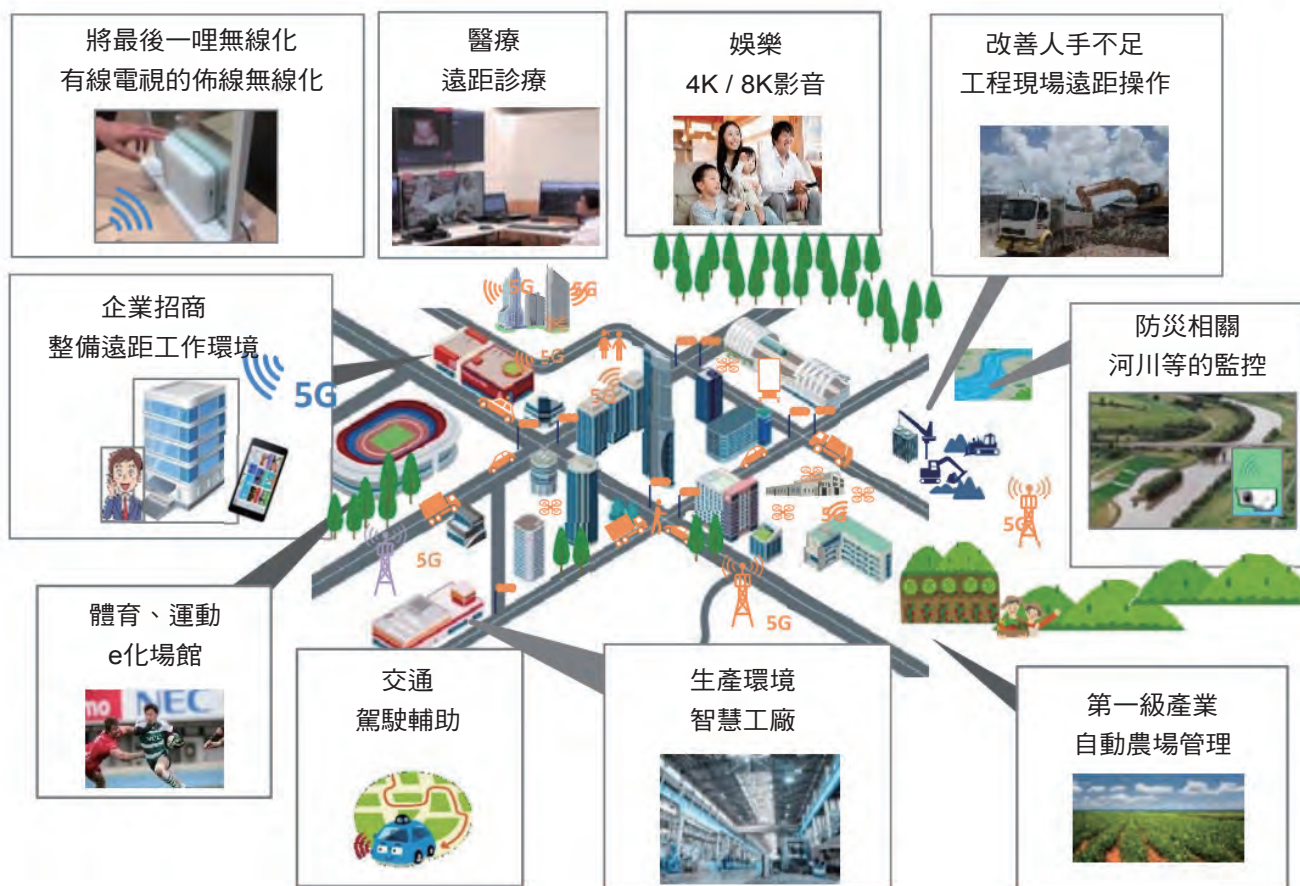 將最後一哩無線化
有線電視的佈線無線化
醫療
遠距診療
娛樂
4K / 8K影音
改善人手不足
工程現場遠距操作
企業招商
整備遠距工作環境
5G
防災相關
河川等的監控
5G
5G
5G
5G
5G
5G
5G
5G
5G
體育、運動
e化場館
NEC
交通
駕駛輔助
生產環境
智慧工廠
第一級產業
自動農場管理